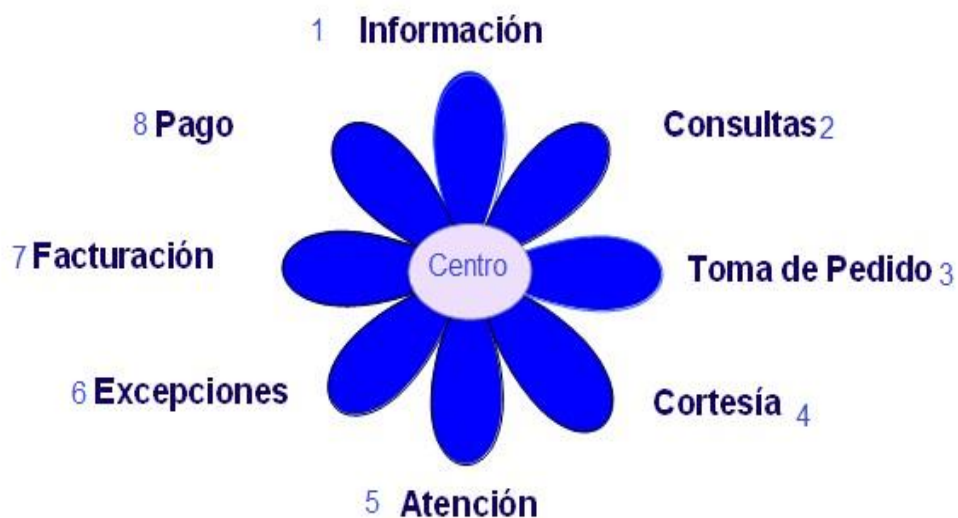 1 Información
8 Pago
Consultas 2
7 Facturación
Centro
Toma de Pedido 3
6 Excepciones
Cortesía 4
5 Atención